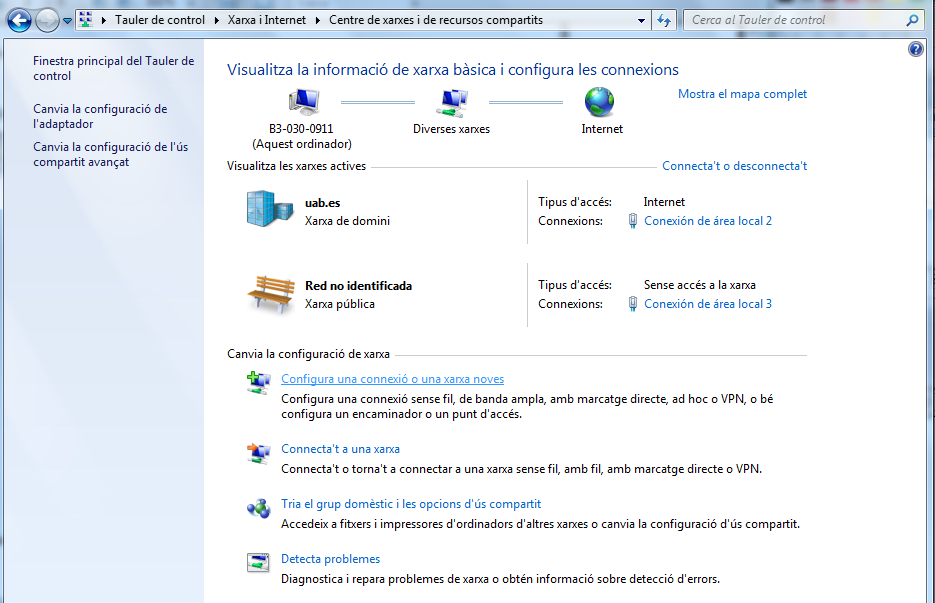 Tauler de control ▸ Xarxa i Internet ▸ Centre de xarxes i de recursos compartits
Cerca al Tauler de control
Finestra principal del Tauler de
control
Canvia la configuració de
l'adaptador
Canvia la configuració de l'ús
compartit avançat
Visualitza la informació de xarxa bàsica i configura les connexions
Mostra el mapa complet
B3-030-0911
(Aquest ordinador)
Diverses xarxes
Internet
Visualitza les xarxes actives
Connecta't o desconnecta't
uab.es
Xarxa de domini
Tipus d'accés: Internet
Connexions: Conexión de área local 2
Red no identificada
Xarxa pública
Tipus d'accés: Sense accés a la xarxa
Connexions: Conexión de área local 3
Canvia la configuració de xarxa
Configura una connexió o una xarxa noves
Configura una connexió sense fil, de banda ampla, amb marcatge directe, ad hoc o VPN, o bé
configura un encaminador o un punt d'accés.
Connecta't a una xarxa
Connecta't o torna't a connectar a una xarxa sense fil, amb fil, amb marcatge directe o VPN.
Tria el grup domèstic i les opcions d'ús compartit
Accedeix a fitxers i impressores d'ordinadors d'altres xarxes o canvia la configuració d'ús compartit.
Detecta problemes
Diagnostica i repara problemes de xarxa o obtén informació sobre detecció d'errors.